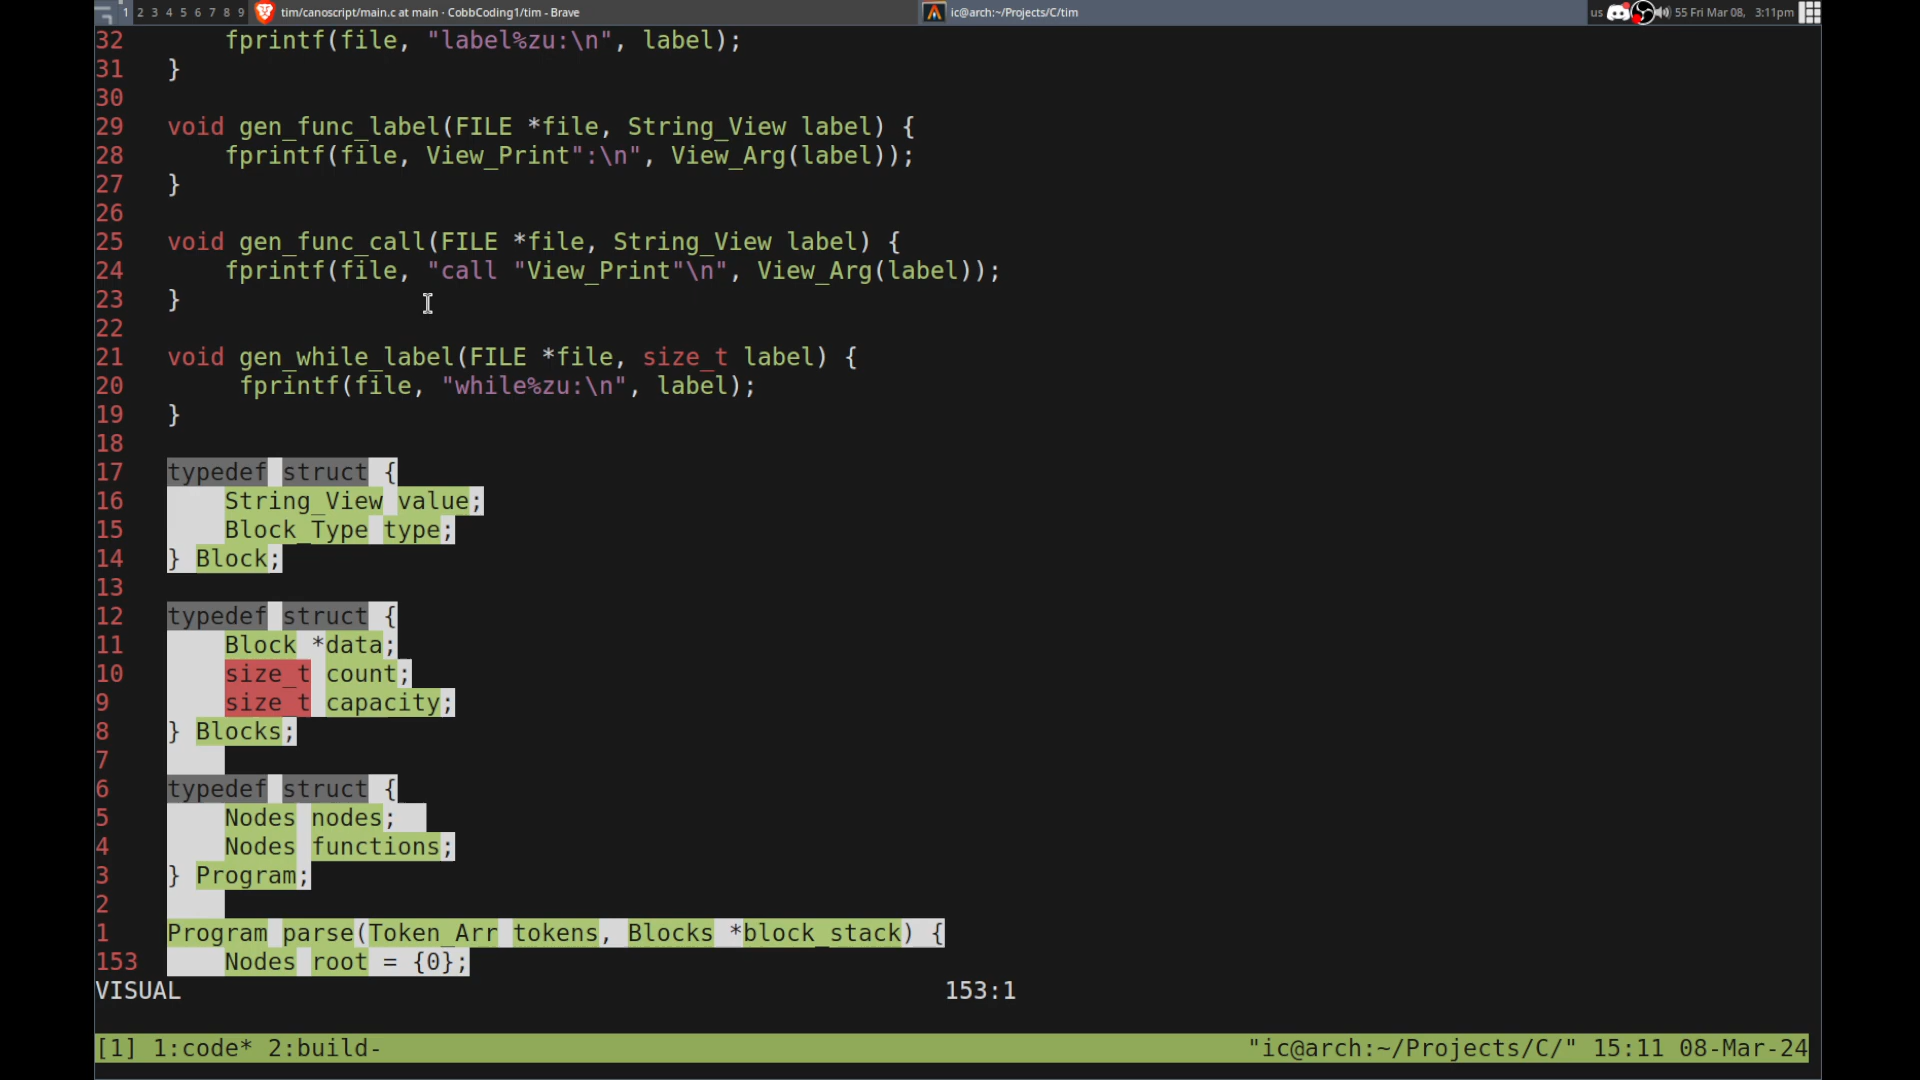 1 2 3 4 5 6 7 8 9 tim/canoscript/main.c at main · CobbCoding1/tim - Brave ic@arch:~/Projects/C/tim us 55 Fri Mar 08, 3:11pm
32 fprintf(file, "label%zu:\n", label);
31 }
30
29 void gen_func_label(FILE *file, String_View label) {
28 fprintf(file, View_Print":\n", View_Arg(label));
27 }
26
25 void gen_func_call(FILE *file, String_View label) {
24 fprintf(file, "call "View_Print"\n", View_Arg(label));
23 }
22
21 void gen_while_label(FILE *file, size_t label) {
20 fprintf(file, "while%zu:\n", label);
19 }
18
17 typedef struct {
16 String_View value;
15 Block_Type type;
14 } Block;
13
12 typedef struct {
11 Block *data;
10 size_t count;
9 size_t capacity;
8 } Blocks;
7
6 typedef struct {
5 Nodes nodes;
4 Nodes functions;
3 } Program;
2
1 Program parse(Token_Arr tokens, Blocks *block_stack) {
153 Nodes root = {0};
VISUAL 153:1
[1] 1:code* 2:build- "ic@arch:~/Projects/C/" 15:11 08-Mar-24